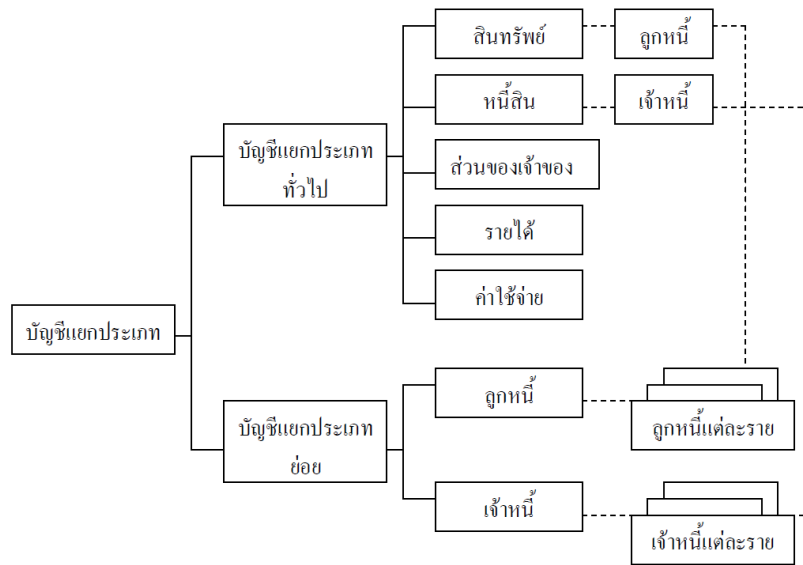 สินทรัพย์
ลูกหนี้
หนี้สิน
เจ้าหนี้
บัญชีแยกประเภท
ทั่วไป
ส่วนของเจ้าของ
รายได้
ค่าใช้จ่าย
บัญชีแยกประเภท
บัญชีแยกประเภท
ย่อย
ลูกหนี้
ลูกหนี้แต่ละราย
เจ้าหนี้
เจ้าหนี้แต่ละราย